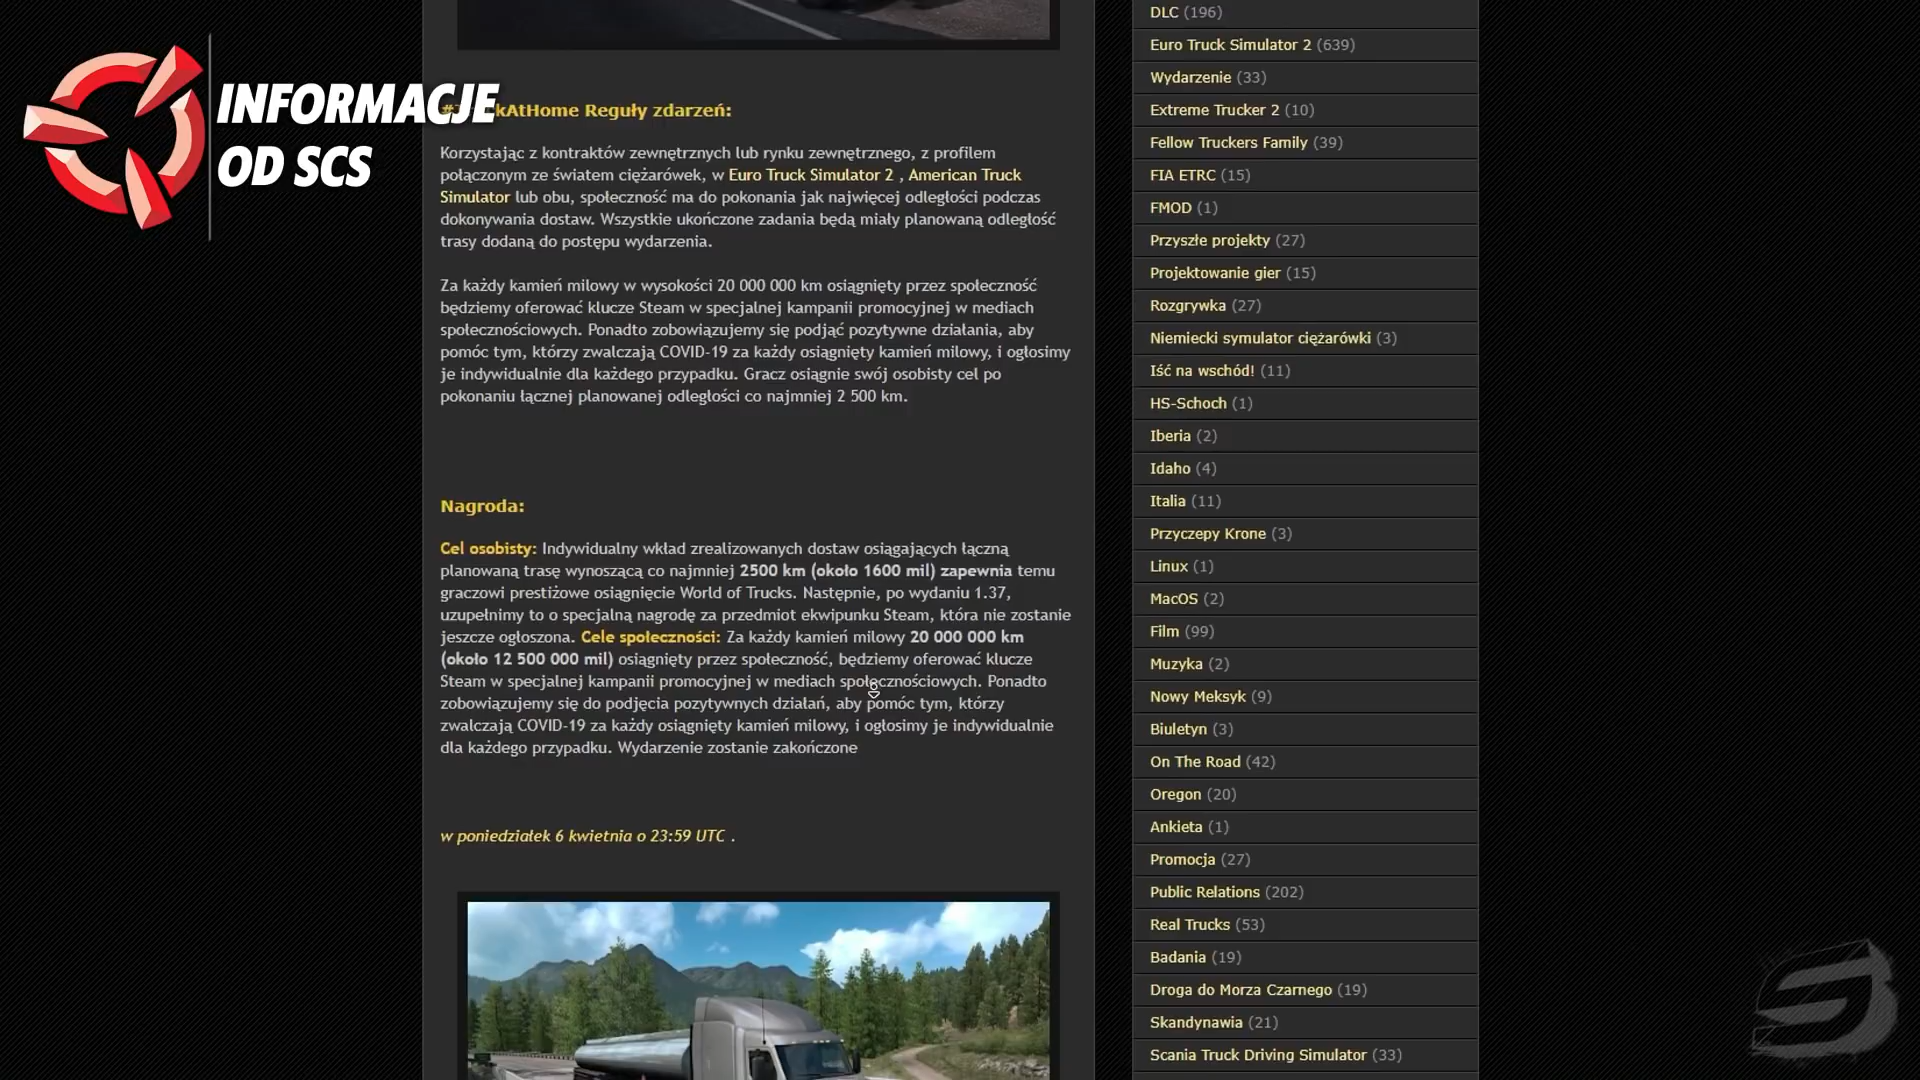 INFORMACJE
OD SCS
#TruckAtHome Reguły zdarzeń:
Korzystając z kontraktów zewnętrznych lub rynku zewnętrznego, z profilem
połączonym ze światem ciężarówek, w Euro Truck Simulator 2 , American Truck
Simulator lub obu, społeczność ma do pokonania jak najwięcej odległości podczas
dokonywania dostaw. Wszystkie ukończone zadania będą miały planowaną odległość
trasy dodaną do postępu wydarzenia.
Za każdy kamień milowy w wysokości 20 000 000 km osiągnięty przez społeczność
będziemy oferować klucze Steam w specjalnej kampanii promocyjnej w mediach
społecznościowych. Ponadto zobowiązujemy się podjąć pozytywne działania, aby
pomóc tym, którzy zwalczają COVID-19 za każdy osiągnięty kamień milowy, i ogłosimy
je indywidualnie dla każdego przypadku. Gracz osiągnie swój osobisty cel po
pokonaniu łącznej planowanej odległości co najmniej 2 500 km.
Nagroda:
Cel osobisty: Indywidualny wkład zrealizowanych dostaw osiągających łączną
planowaną trasę wynoszącą co najmniej 2500 km (około 1600 mil) zapewnia temu
graczowi prestiżowe osiągnięcie World of Trucks. Następnie, po wydaniu 1.37,
uzupełnimy to o specjalną nagrodę za przedmiot ekwipunku Steam, która nie zostanie
jeszcze ogłoszona. Cele społeczności: Za każdy kamień milowy 20 000 000 km
(około 12 500 000 mil) osiągnięty przez społeczność, będziemy oferować klucze
Steam w specjalnej kampanii promocyjnej w mediach społecznościowych. Ponadto
zobowiązujemy się do podjęcia pozytywnych działań, aby pomóc tym, którzy
zwalczają COVID-19 za każdy osiągnięty kamień milowy, i ogłosimy je indywidualnie
dla każdego przypadku. Wydarzenie zostanie zakończone
w poniedziałek 6 kwietnia o 23:59 UTC .
DLC (196)
Euro Truck Simulator 2 (639)
Wydarzenie (33)
Extreme Trucker 2 (10)
Fellow Truckers Family (39)
FIA ETRC (15)
FMOD (1)
Przyszłe projekty (27)
Projektowanie gier (15)
Rozgrywka (27)
Niemiecki symulator ciężarówki (3)
Iść na wschód! (11)
HS-Schoch (1)
Iberia (2)
Idaho (4)
Italia (11)
Przyczepy Krone (3)
Linux (1)
MacOS (2)
Film (99)
Muzyka (2)
Nowy Meksyk (9)
Biuletyn (3)
On The Road (42)
Oregon (20)
Ankieta (1)
Promocja (27)
Public Relations (202)
Real Trucks (53)
Badania (19)
Droga do Morza Czarnego (19)
Skandynawia (21)
Scania Truck Driving Simulator (33)